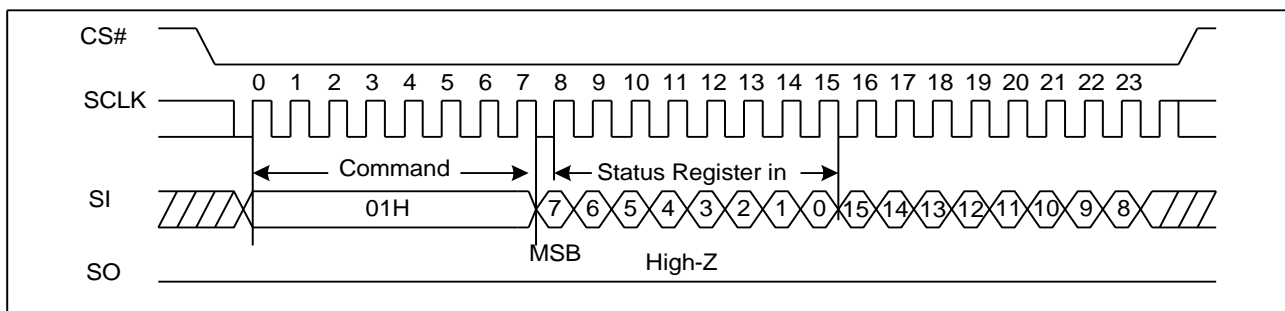 CS#
0 1 2 3 4 5 6 7 8 9 10 11 12 13 14 15 16 17 18 19 20 21 22 23
SCLK
Command Status Register in
SI 01H 7 6 5 4 3 2 1 0 15 14 13 12 11 10 9 8
MSB High-Z
SO